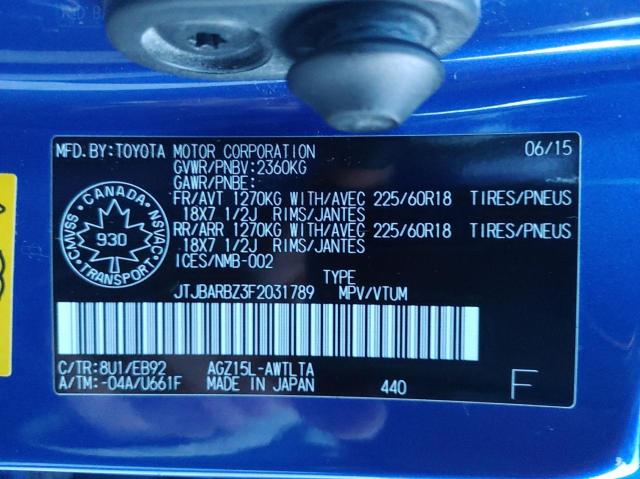 MFD.BY:TOYOTA MOTOR CORPORATION 06/15
GVWR/PNBV:2360KG
GAWR/PNBE:
FR/AVT 1270KG WITH/AVEC 225/60R18 TIRES/PNEUS
18X7 1/2J RIMS/JANTES
RR/ARR 1270KG WITH/AVEC 225/60R18 TIRES/PNEUS
18X7 1/2J RIMS/JANTES
ICES/NMB-002
CANADA
CMVSS NSVAC
930
TRANSPORT
TYPE
JTJBARBZ3F2031789 MPV/VTUM
C/TR:8U1/EB92 AGZ15L-AWTLTA
A/TM:-04A/U661F MADE IN JAPAN 440 F